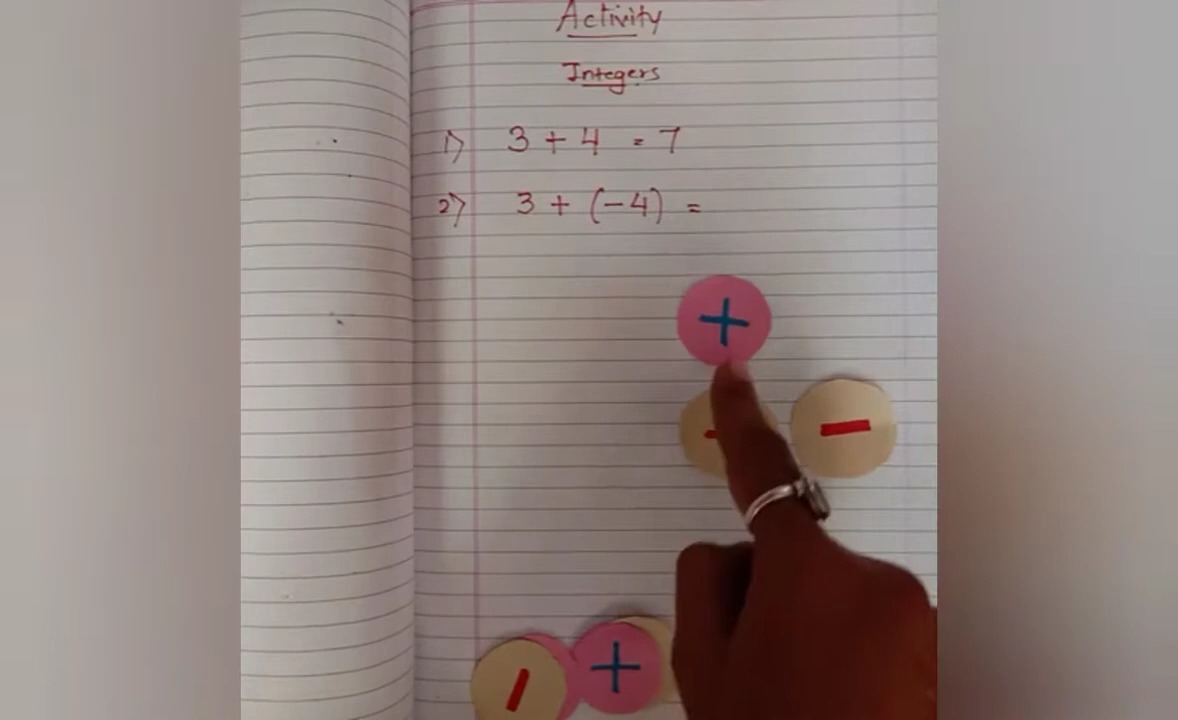 Activity
Integers
1) 3 + 4 = 7
2) 3 + (-4) =
+
- -
- +